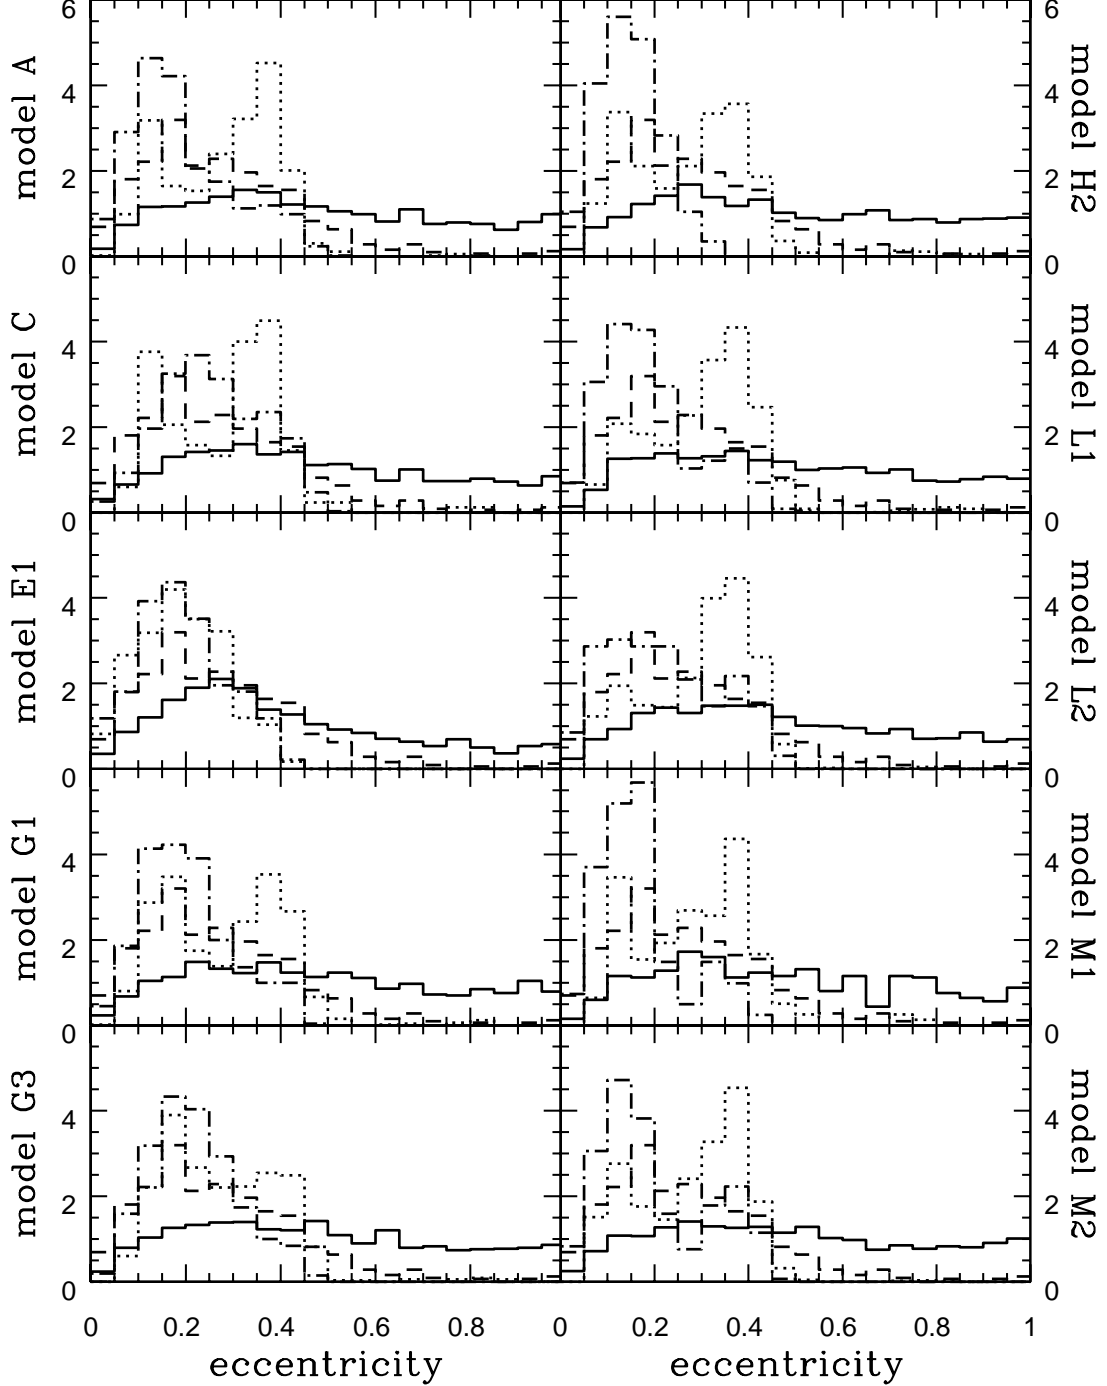 6 6
model A 4 2 0 4 2 0 model H2
model C 4 2 0 4 2 0 model L1
model E1 4 2 0 4 2 0 model L2
model G1 4 2 0 4 2 0 model M1
model G3 4 2 0 4 2 0 model M2
0 0.2 0.4 0.6 0.8 0 0.2 0.4 0.6 0.8 1
eccentricity eccentricity